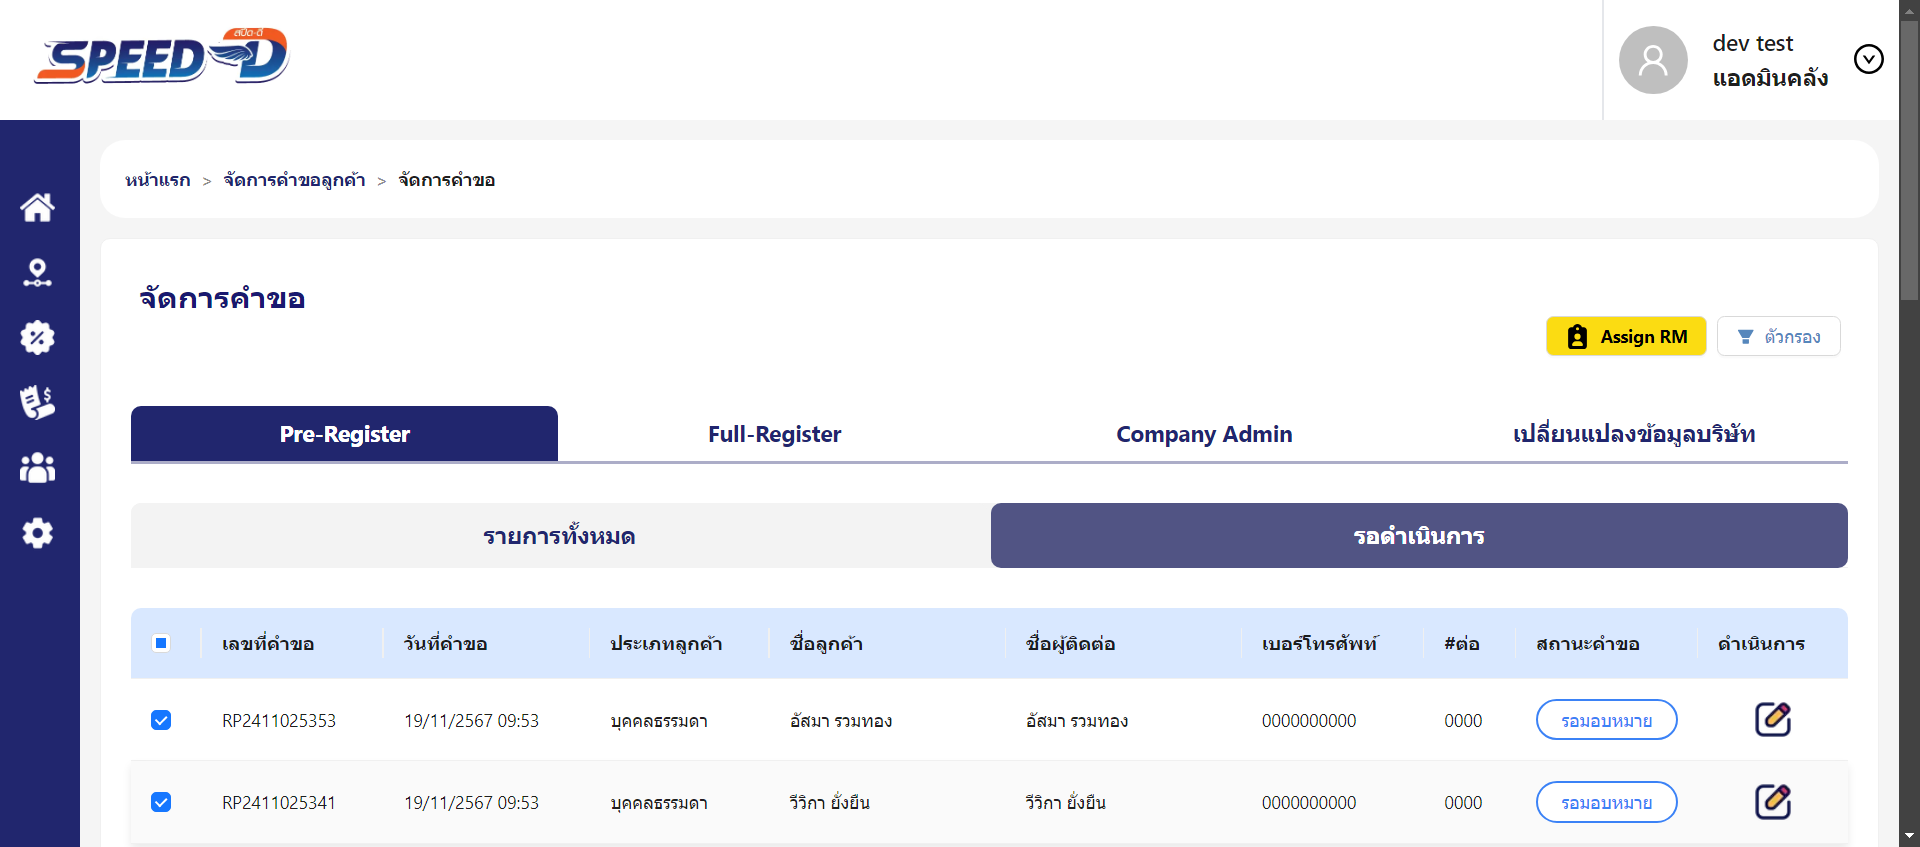 สปีด-ดี
SPEED-D
dev test
แอดมินคลัง
หน้าแรก > จัดการคำขอลูกค้า > จัดการคำขอ
จัดการคำขอ
Assign RM
ตัวกรอง
Pre-Register Full-Register Company Admin เปลี่ยนแปลงข้อมูลบริษัท
รายการทั้งหมด รอดำเนินการ
เลขที่คำขอ วันที่คำขอ ประเภทลูกค้า ชื่อลูกค้า ชื่อผู้ติดต่อ เบอร์โทรศัพท์ #ต่อ สถานะคำขอ ดำเนินการ
RP2411025353 19/11/2567 09:53 บุคคลธรรมดา อัสมา รวมทอง อัสมา รวมทอง 0000000000 0000 รอมอบหมาย
RP2411025341 19/11/2567 09:53 บุคคลธรรมดา วีวิกา ยั่งยืน วีวิกา ยั่งยืน 0000000000 0000 รอมอบหมาย